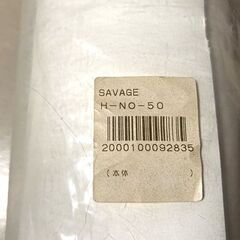 SAVAGE
H-NO-50
2000100092835
(本体　　　　　)